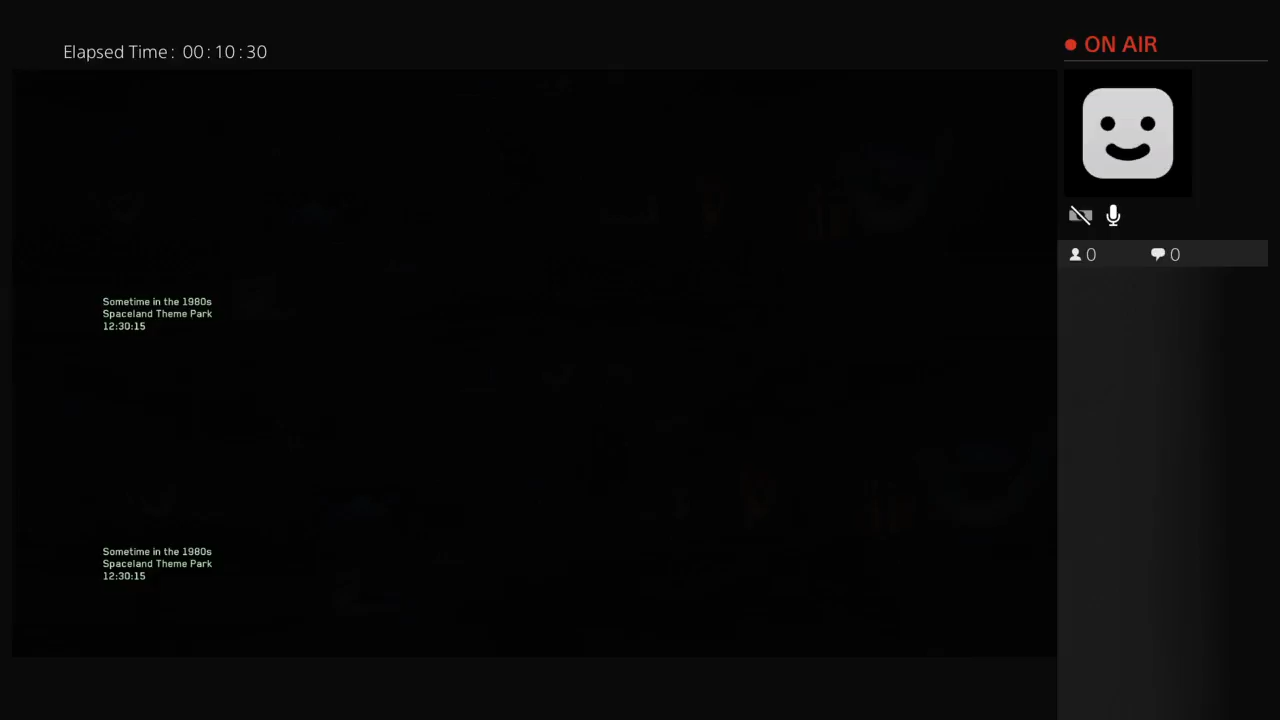 Elapsed Time: 00:10:30
ON AIR
0 0
Sometime in the 1980s
Spaceland Theme Park
12:30:15
Sometime in the 1980s
Spaceland Theme Park
12:30:15